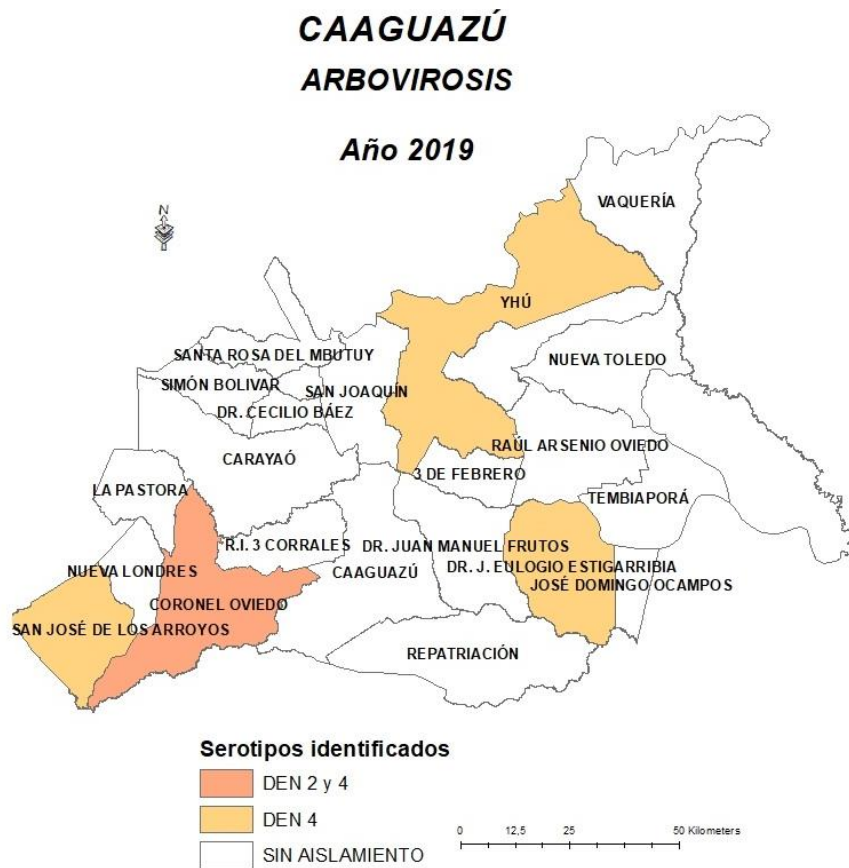 CAAGUAZÚ
ARBOVIROSIS
Año 2019
N
VAQUERÍA
YHÚ
SANTA ROSA DEL MBUTUY
NUEVA TOLEDO
SIMÓN BOLIVAR
SAN JOAQUÍN
DR. CECILIO BÁEZ
RAÚL ARSENIO OVIEDO
CARAYAÓ
3 DE FEBRERO
LA PASTORA
TEMBIAPORÁ
R.I. 3 CORRALES
DR. JUAN MANUEL FRUTOS
NUEVA LONDRES
CAAGUAZÚ
DR. J. EULOGIO ESTIGARRIBIA
JOSÉ DOMINGO OCAMPOS
CORONEL OVIEDO
SAN JOSÉ DE LOS ARROYOS
REPATRIACIÓN
Serotipos identificados
DEN 2 y 4
DEN 4
SIN AISLAMIENTO
0 12,5 25 50 Kilometers